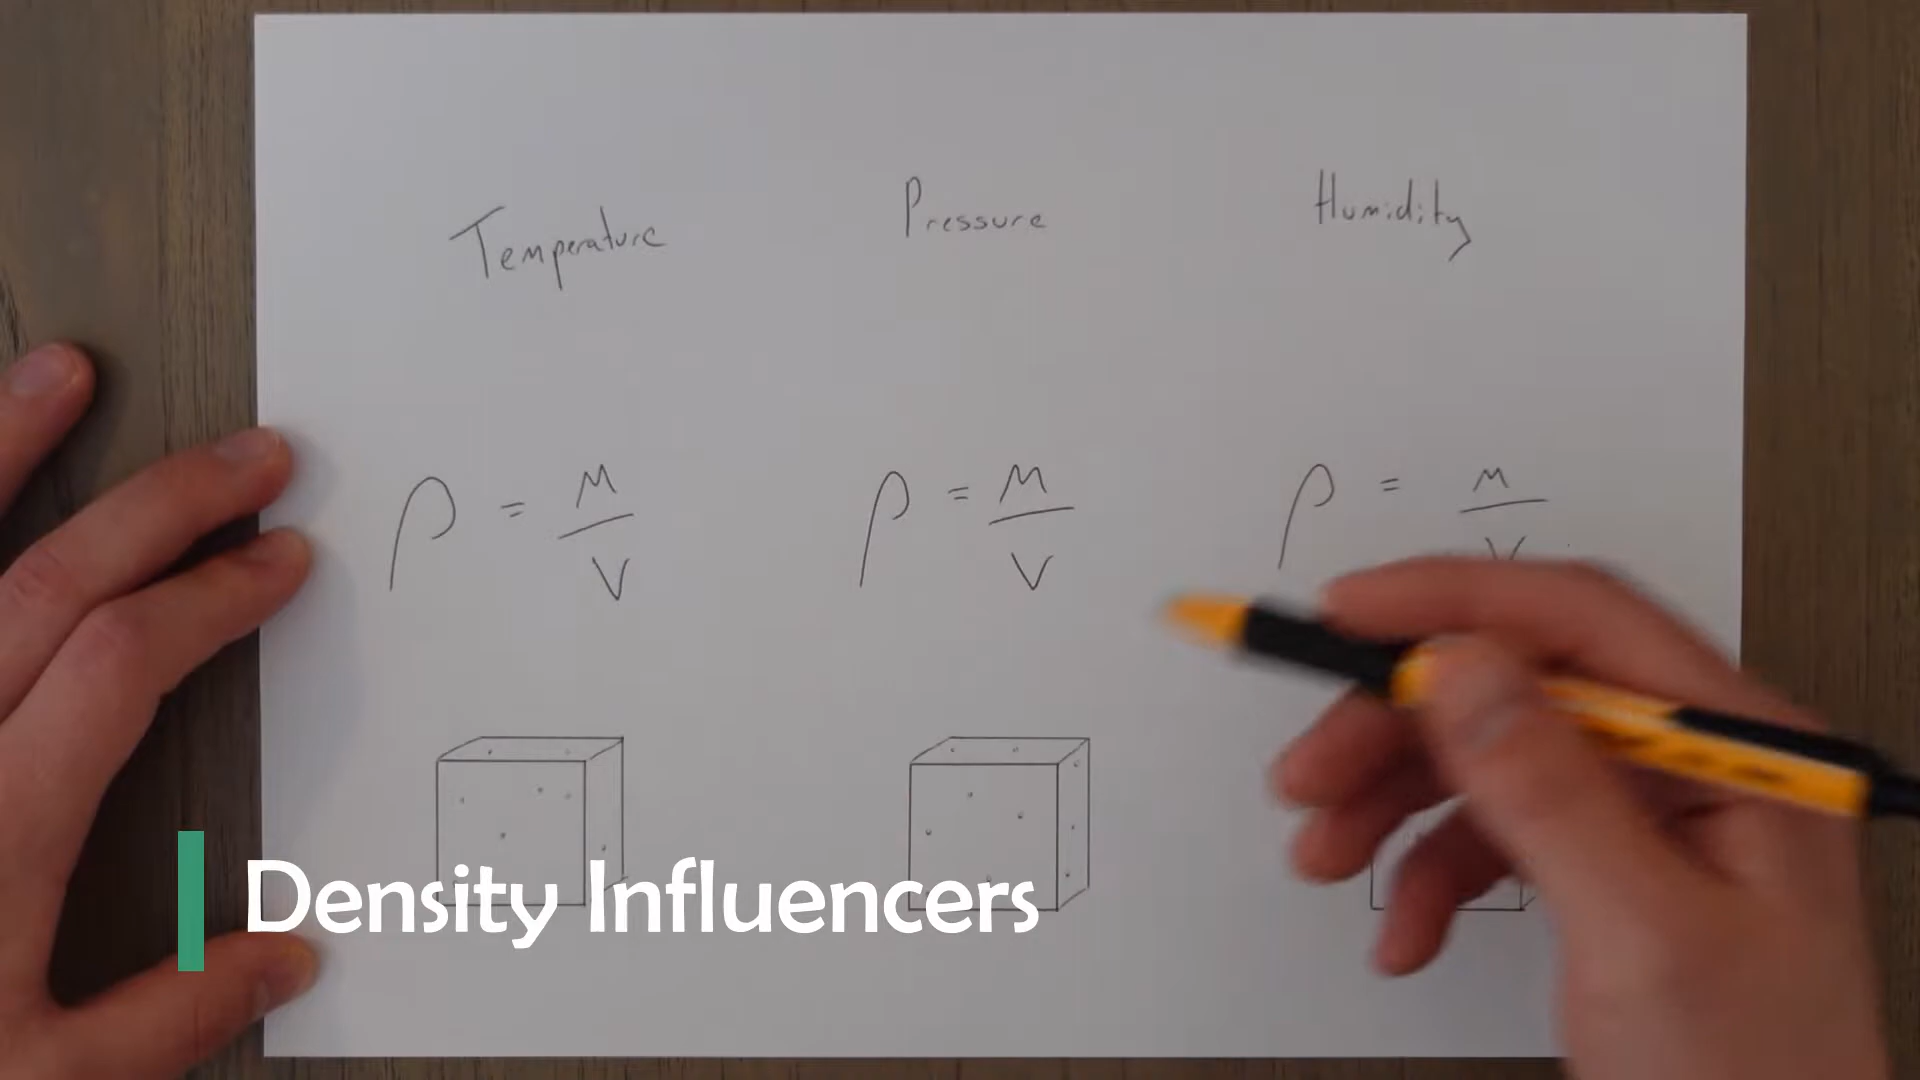 Temperature Pressure Humidity
ρ = M/V ρ = M/V ρ = M/V
Density Influencers